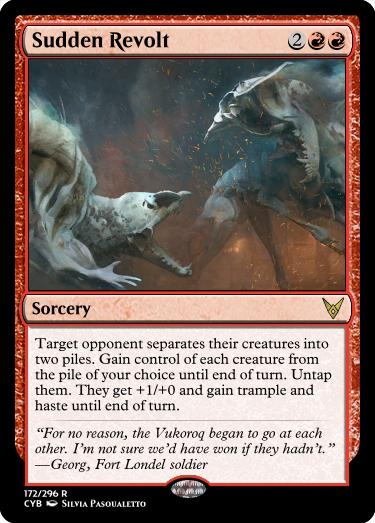 Sudden Revolt 2
Sorcery
Target opponent separates their creatures into
two piles. Gain control of each creature from
the pile of your choice until end of turn. Untap
them. They get +1/+0 and gain trample and
haste until end of turn.
“For no reason, the Vukoroq began to go at each
other. I’m not sure we’d have won if they hadn’t.”
—Georg, Fort Londel soldier
172/296 R
CYB Silvia Pasqualetto